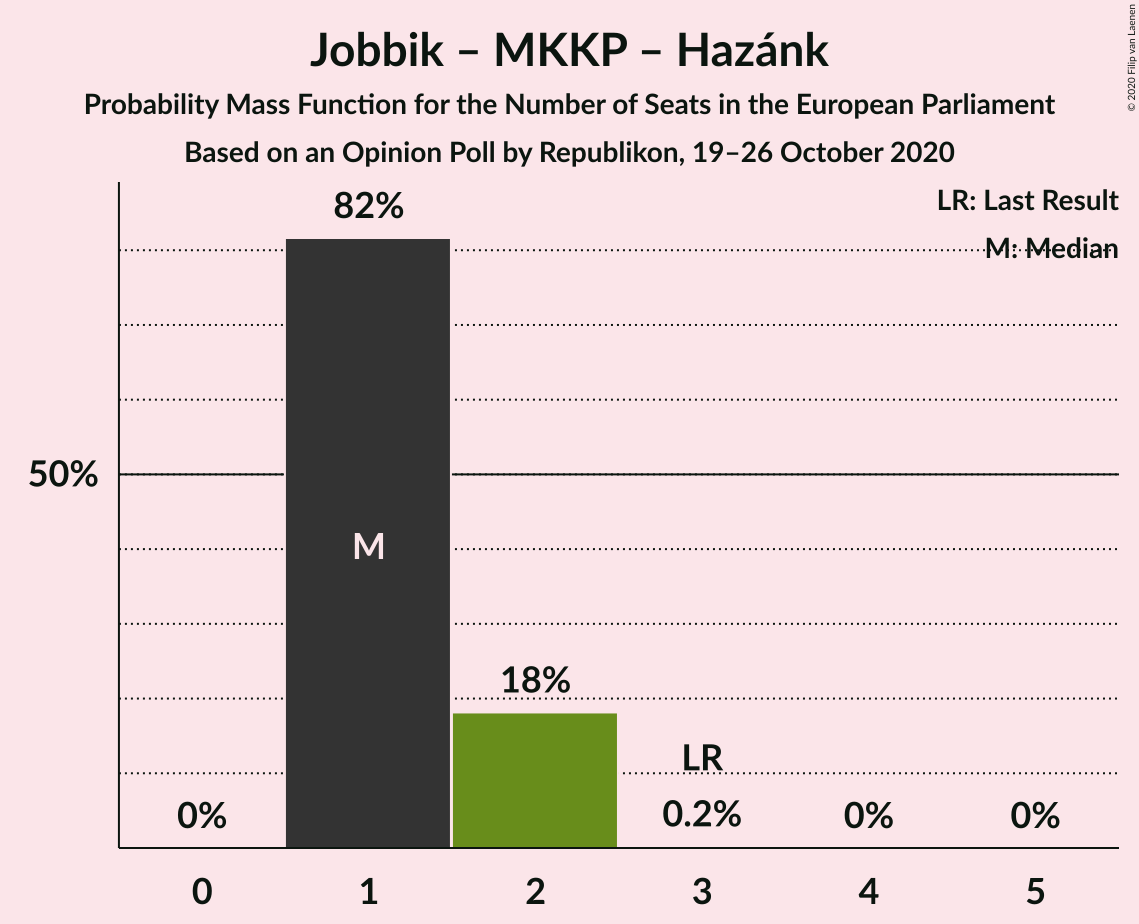 Jobbik – MKKP – Hazánk
Probability Mass Function for the Number of Seats in the European Parliament
Based on an Opinion Poll by Republikon, 19–26 October 2020
© 2020 Filip van Laenen
LR: Last Result
M: Median
82%
50%
M
18%
LR
0%
0.2%
0%
0%
0 1 2 3 4 5